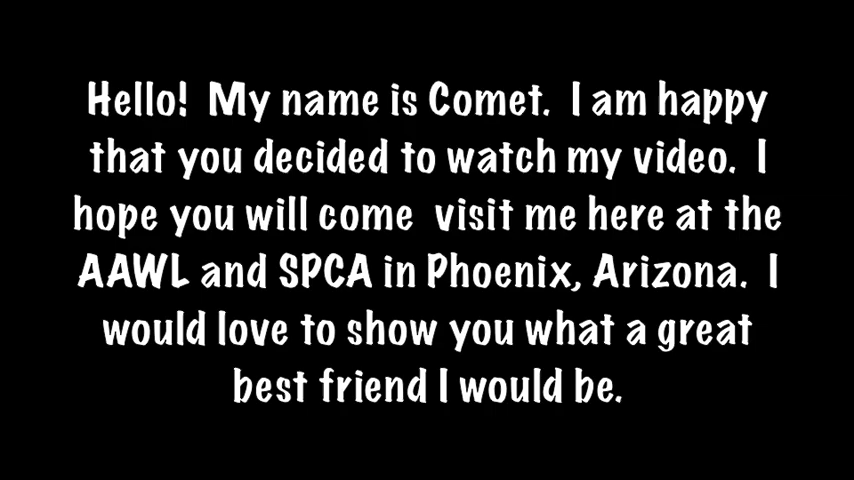 Hello!  My name is Comet.  I am happy
that you decided to watch my video.  I
hope you will come  visit me here at the
AAWL and SPCA in Phoenix, Arizona.  I
would love to show you what a great
best friend I would be.